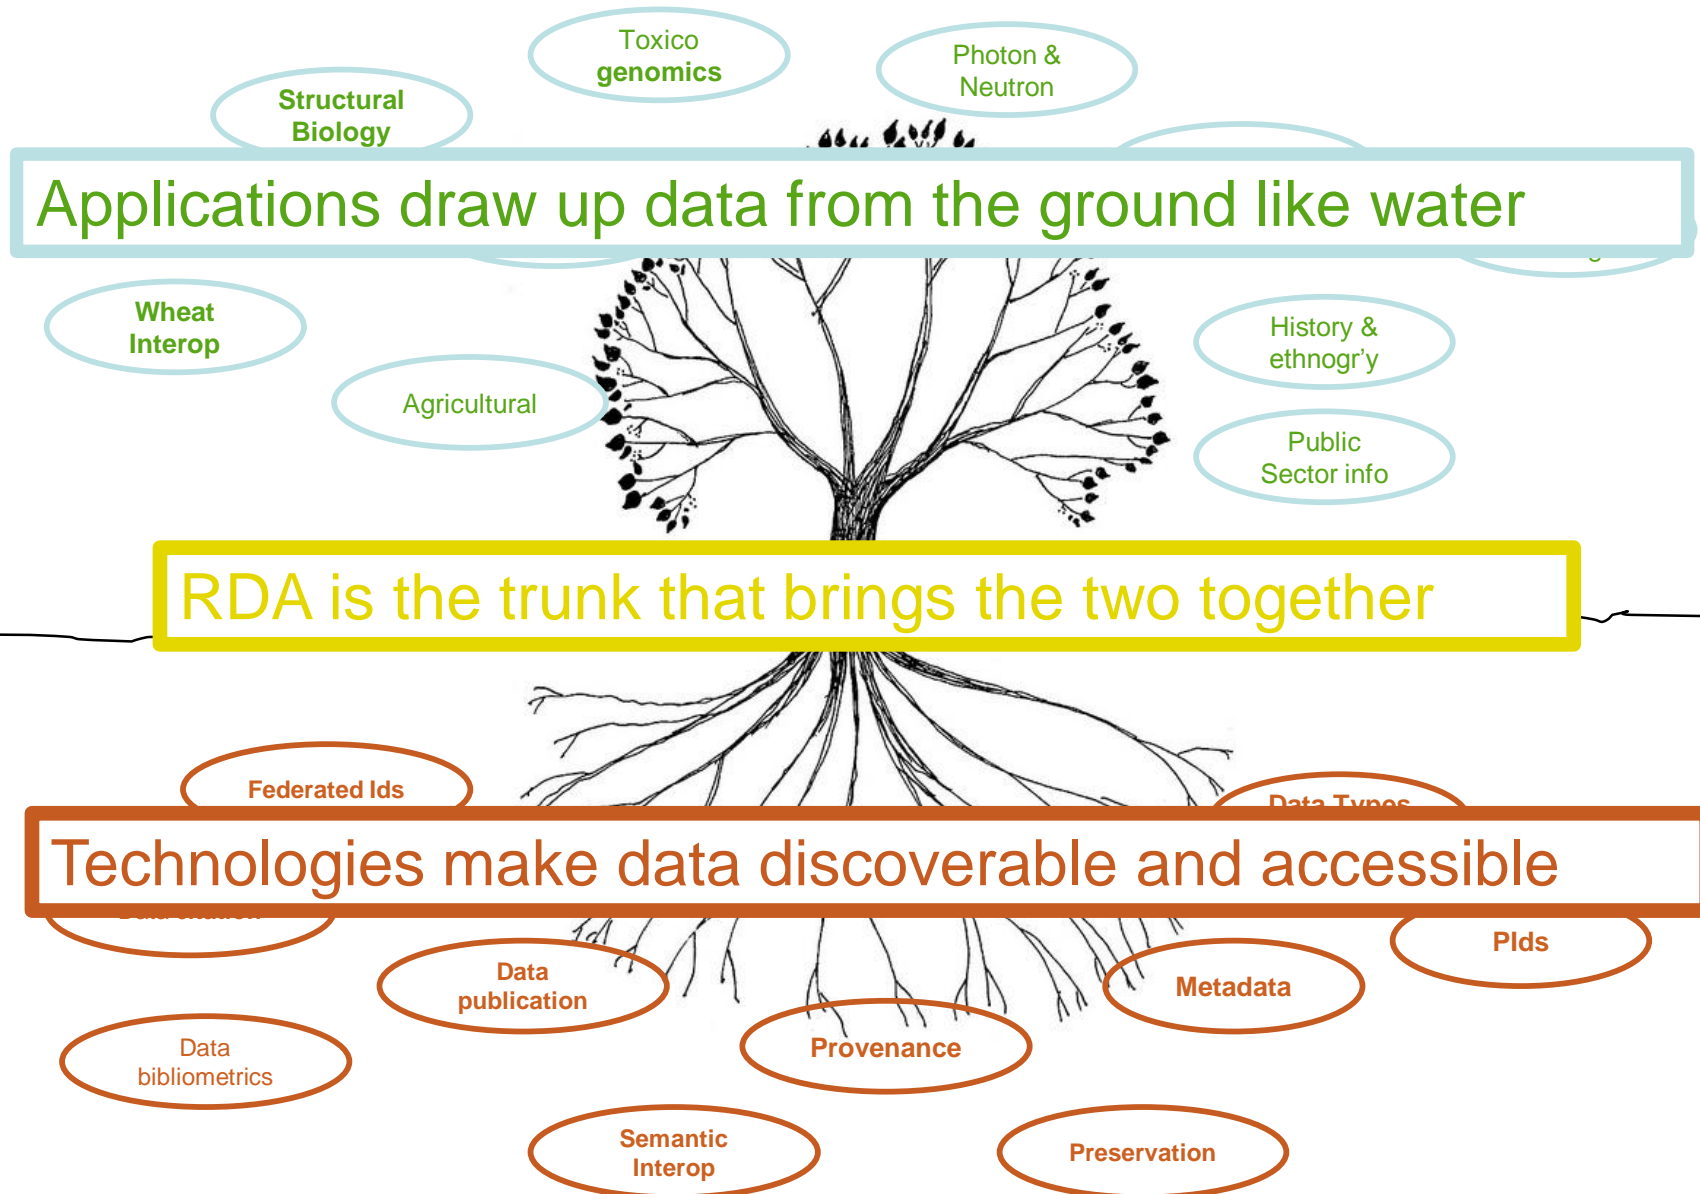 Toxico
genomics
Photon &
Neutron
Structural
Biology
Applications draw up data from the ground like water
Wheat
Interop
History &
ethnogr'y
Agricultural
Public
Sector info
RDA is the trunk that brings the two together
Federated Ids
Data Types
Technologies make data discoverable and accessible
PIds
Data
publication
Metadata
Provenance
Data
bibliometrics
Semantic
Interop
Preservation